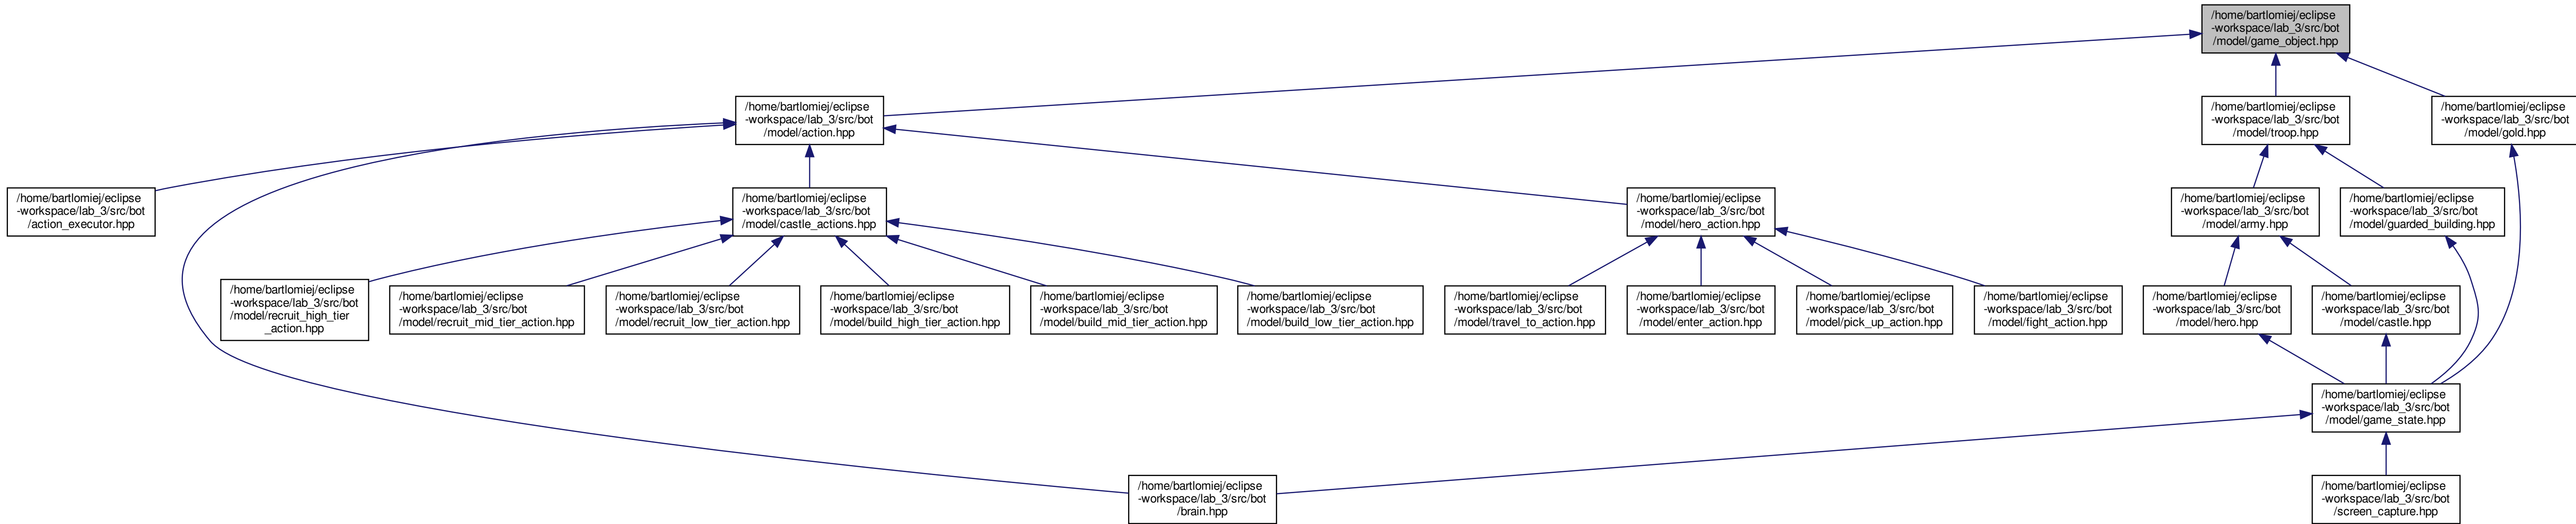 /home/bartlomiej/eclipse
-workspace/lab_3/src/bot
/model/game_object.hpp
/home/bartlomiej/eclipse
-workspace/lab_3/src/bot
/model/action.hpp
/home/bartlomiej/eclipse
-workspace/lab_3/src/bot
/model/troop.hpp
/home/bartlomiej/eclipse
-workspace/lab_3/src/bot
/model/gold.hpp
/home/bartlomiej/eclipse
-workspace/lab_3/src/bot
/action_executor.hpp
/home/bartlomiej/eclipse
-workspace/lab_3/src/bot
/model/castle_actions.hpp
/home/bartlomiej/eclipse
-workspace/lab_3/src/bot
/model/hero_action.hpp
/home/bartlomiej/eclipse
-workspace/lab_3/src/bot
/model/army.hpp
/home/bartlomiej/eclipse
-workspace/lab_3/src/bot
/model/guarded_building.hpp
/home/bartlomiej/eclipse
-workspace/lab_3/src/bot
/model/recruit_high_tier
_action.hpp
/home/bartlomiej/eclipse
-workspace/lab_3/src/bot
/model/recruit_mid_tier_action.hpp
/home/bartlomiej/eclipse
-workspace/lab_3/src/bot
/model/recruit_low_tier_action.hpp
/home/bartlomiej/eclipse
-workspace/lab_3/src/bot
/model/build_high_tier_action.hpp
/home/bartlomiej/eclipse
-workspace/lab_3/src/bot
/model/build_mid_tier_action.hpp
/home/bartlomiej/eclipse
-workspace/lab_3/src/bot
/model/build_low_tier_action.hpp
/home/bartlomiej/eclipse
-workspace/lab_3/src/bot
/model/travel_to_action.hpp
/home/bartlomiej/eclipse
-workspace/lab_3/src/bot
/model/enter_action.hpp
/home/bartlomiej/eclipse
-workspace/lab_3/src/bot
/model/pick_up_action.hpp
/home/bartlomiej/eclipse
-workspace/lab_3/src/bot
/model/fight_action.hpp
/home/bartlomiej/eclipse
-workspace/lab_3/src/bot
/model/hero.hpp
/home/bartlomiej/eclipse
-workspace/lab_3/src/bot
/model/castle.hpp
/home/bartlomiej/eclipse
-workspace/lab_3/src/bot
/model/game_state.hpp
/home/bartlomiej/eclipse
-workspace/lab_3/src/bot
/brain.hpp
/home/bartlomiej/eclipse
-workspace/lab_3/src/bot
/screen_capture.hpp